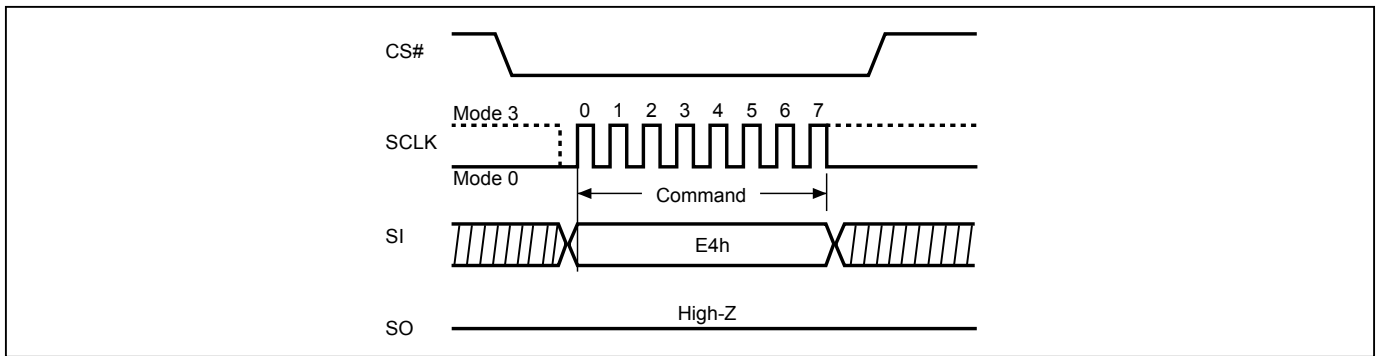 CS#
Mode 3
0 1 2 3 4 5 6 7
SCLK
Mode 0
Command
SI
E4h
High-Z
SO